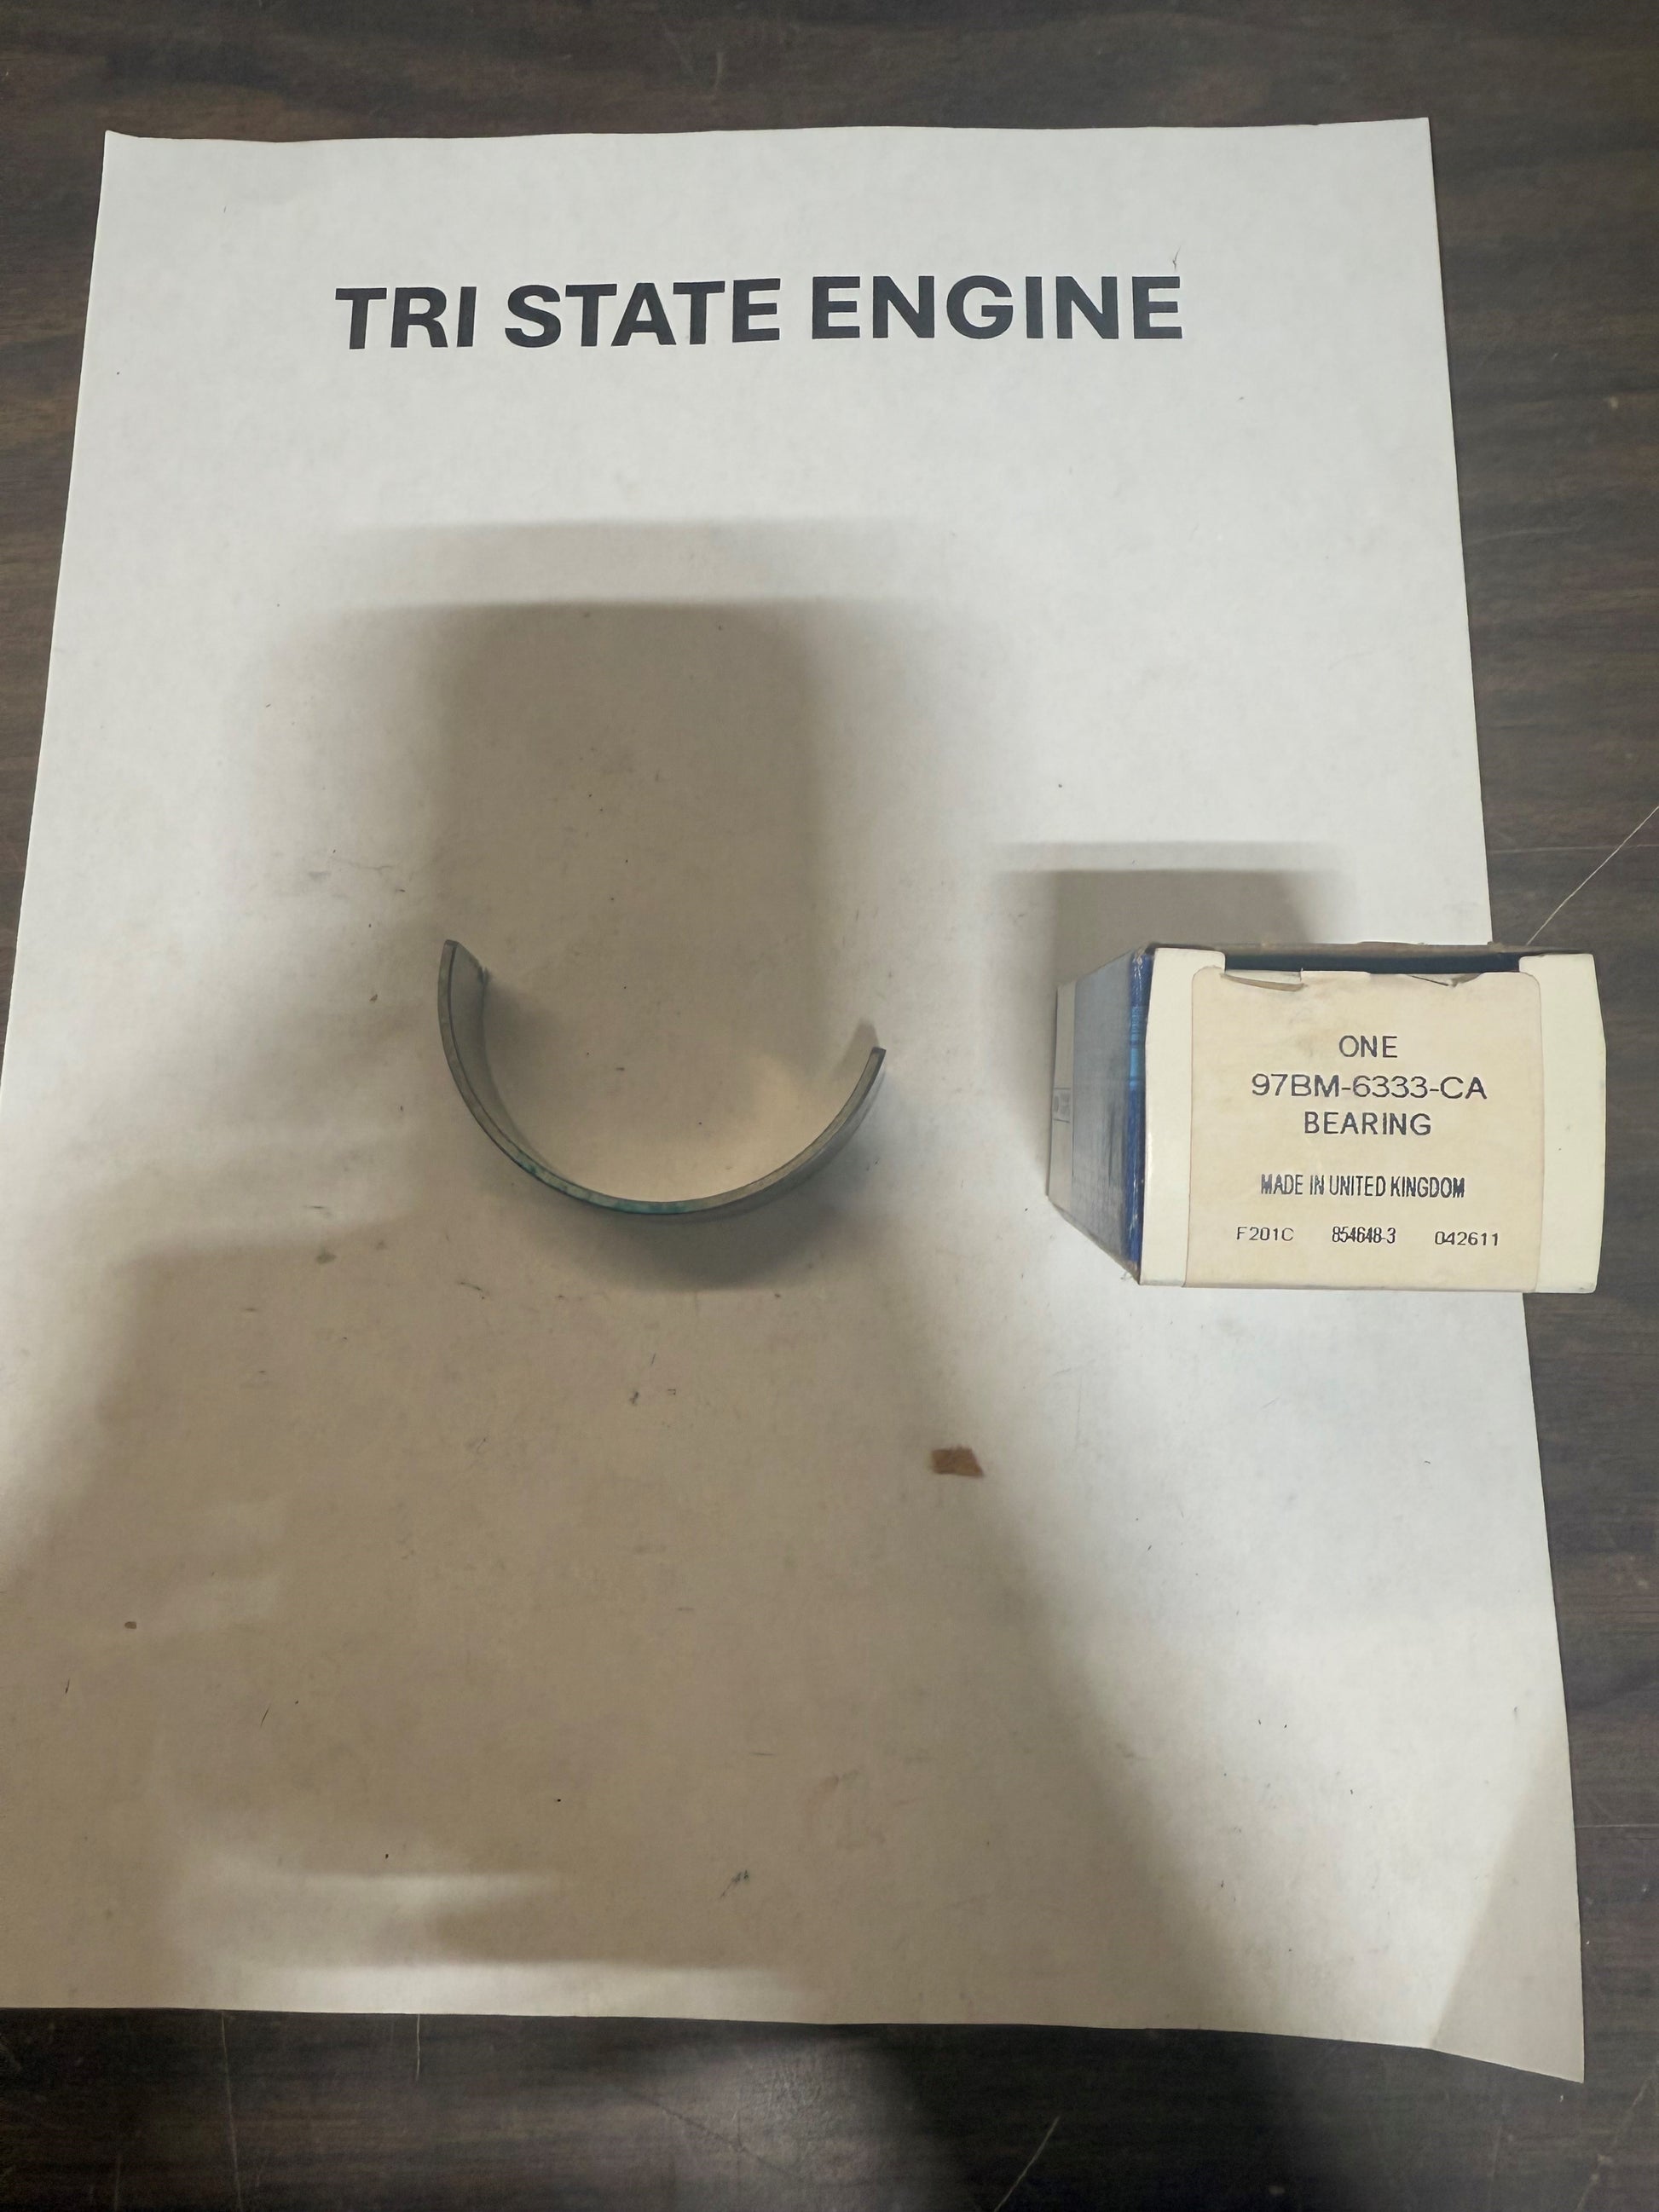 TRI STATE ENGINE
ONE
97BM-6333-CA
BEARING
MADE IN UNITED KINGDOM
F201C 854648-3 042611